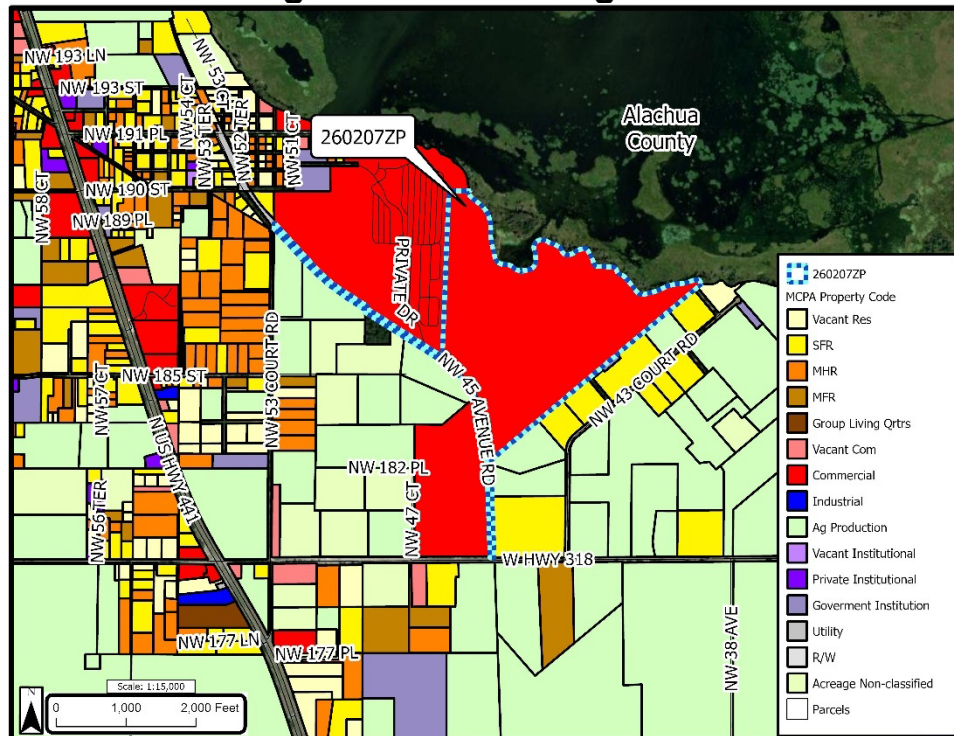 NW 193 LN
NW 193 ST
NW-53
CT
NW-54 CT
NW-53 TER
NW-52 TER
NW-51 CT
NW 191 PL
NW 190 ST
NW 189 PL
NW 58 CT
260207ZP
Alachua
County
PRIVATE DR
NW 185 ST
NW-57 CT
NW 53 COURT RD
NW 45 AVENUE RD
NW-43 COURT RD
N US HWY 441
NW-56 TER
NW-182 PL
NW-47 CT
W HWY 318
NW 177 LN
NW 177 PL
NW-38-AVE
260207ZP
MCPA Property Code
Vacant Res
SFR
MHR
MFR
Group Living Qrtrs
Vacant Com
Commercial
Industrial
Ag Production
Vacant Institutional
Private Institutional
Goverment Institution
Utility
R/W
Acreage Non-classified
Parcels
N
Scale: 1:15,000
0 1,000 2,000 Feet